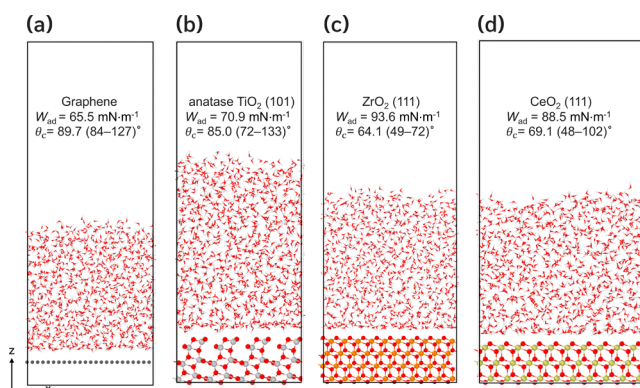 (a)
Graphene
Wad = 65.5 mN·m⁻¹
θc= 89.7 (84–127)°
(b)
anatase TiO₂ (101)
Wad = 70.9 mN·m⁻¹
θc= 85.0 (72–133)°
(c)
ZrO₂ (111)
Wad = 93.6 mN·m⁻¹
θc= 64.1 (49–72)°
(d)
CeO₂ (111)
Wad = 88.5 mN·m⁻¹
θc= 69.1 (48–102)°
z